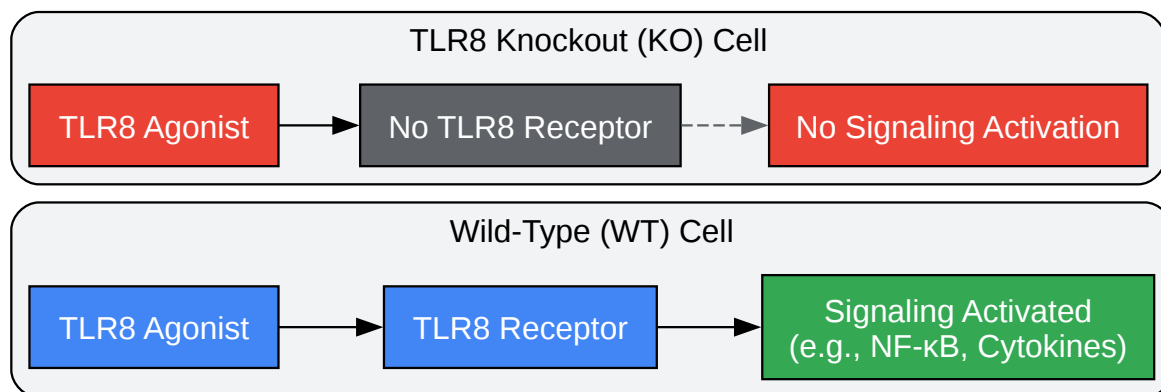 TLR8 Knockout (KO) Cell
TLR8 Agonist
No TLR8 Receptor
No Signaling Activation
Wild-Type (WT) Cell
TLR8 Agonist
TLR8 Receptor
Signaling Activated
(e.g., NF-κB, Cytokines)